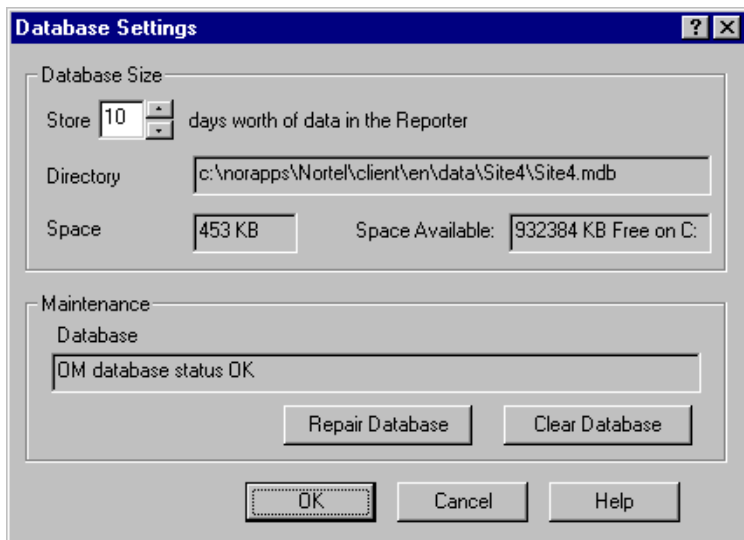 Database Settings
Database Size
Store 10 days worth of data in the Reporter
Directory c:\norapps\Nortel\client\en\data\Site4\Site4.mdb
Space 453 KB Space Available: 932384 KB Free on C:
Maintenance
Database
OM database status OK
Repair Database Clear Database
OK Cancel Help